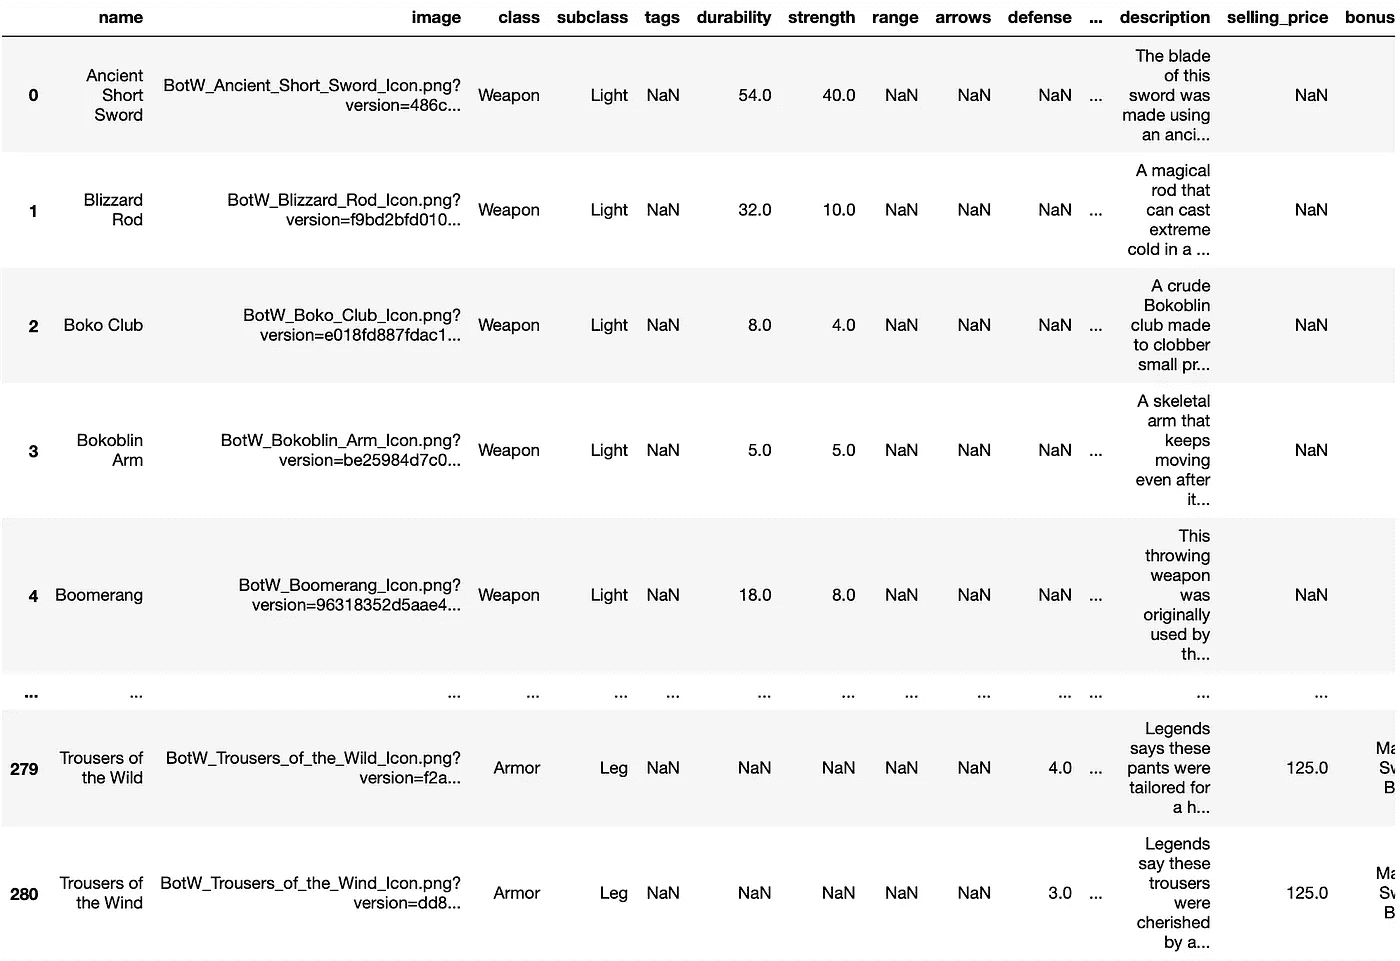 name image class subclass tags durability strength range arrows defense ... description selling_price bonus
0 Ancient Short Sword BotW_Ancient_Short_Sword_Icon.png?version=486c... Weapon Light NaN 54.0 40.0 NaN NaN NaN ... The blade of this sword was made using an anci... NaN
1 Blizzard Rod BotW_Blizzard_Rod_Icon.png?version=f9bd2bfd010... Weapon Light NaN 32.0 10.0 NaN NaN NaN ... A magical rod that can cast extreme cold in a ... NaN
2 Boko Club BotW_Boko_Club_Icon.png?version=e018fd887fdac1... Weapon Light NaN 8.0 4.0 NaN NaN NaN ... A crude Bokoblin club made to clobber small pr... NaN
3 Bokoblin Arm BotW_Bokoblin_Arm_Icon.png?version=be25984d7c0... Weapon Light NaN 5.0 5.0 NaN NaN NaN ... A skeletal arm that keeps moving even after it... NaN
4 Boomerang BotW_Boomerang_Icon.png?version=96318352d5aae4... Weapon Light NaN 18.0 8.0 NaN NaN NaN ... This throwing weapon was originally used by th... NaN
... ... ... ... ... ... ... ... ... ... ... ... ... ...
279 Trousers of the Wild BotW_Trousers_of_the_Wild_Icon.png?version=f2a... Armor Leg NaN NaN NaN NaN NaN 4.0 ... Legends says these pants were tailored for a h... 125.0 Ma Sv B
280 Trousers of the Wind BotW_Trousers_of_the_Wind_Icon.png?version=dd8... Armor Leg NaN NaN NaN NaN NaN 3.0 ... Legends say these trousers were cherished by a... 125.0 Ma Sv B